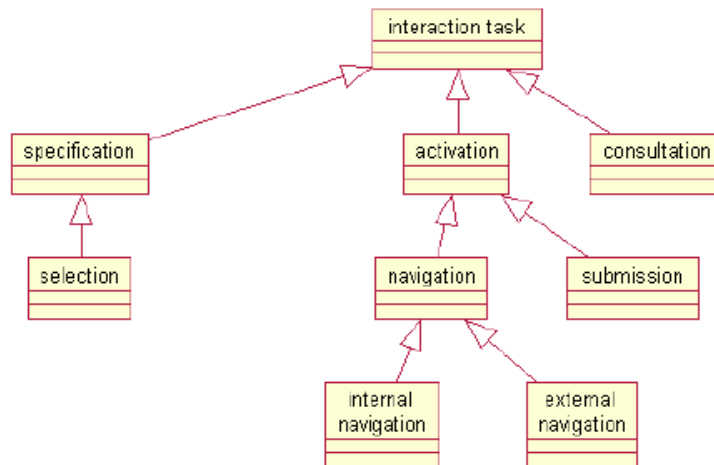 interaction task
specification
activation
consultation
selection
navigation
submission
internal
navigation
external
navigation